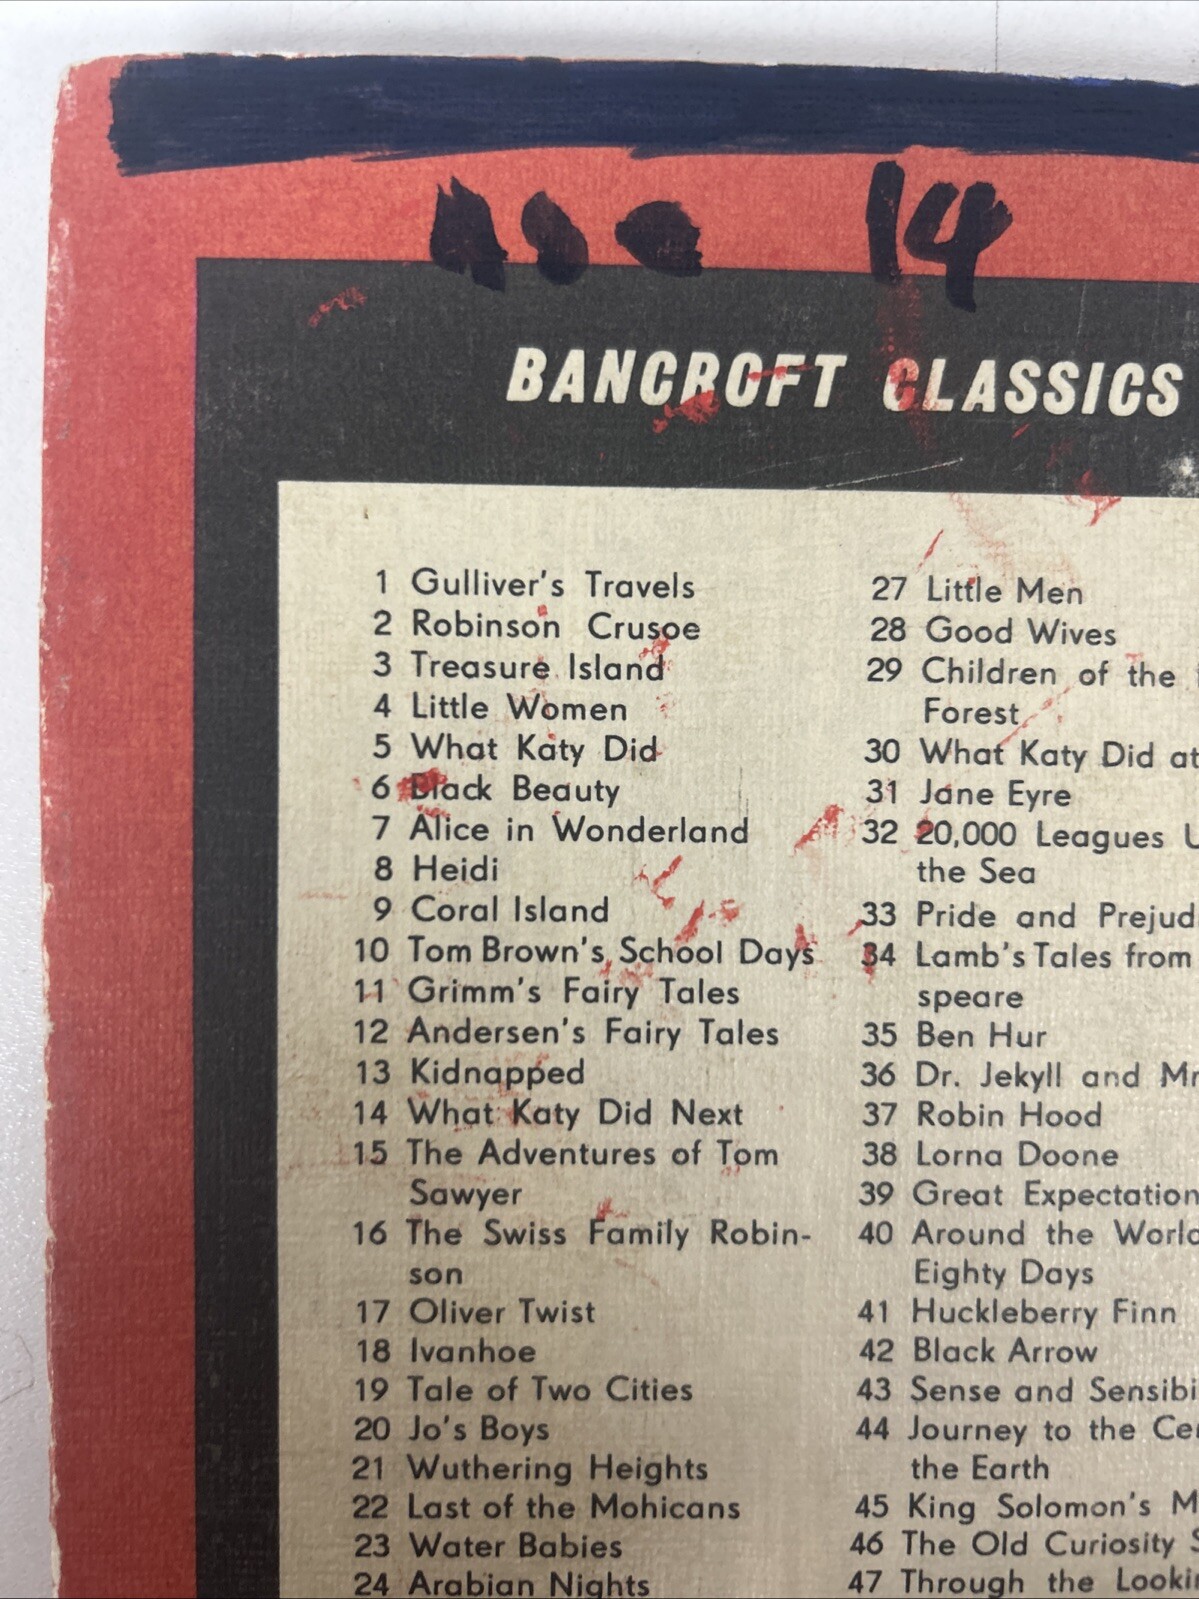 14
BANCROFT CLASSICS
1 Gulliver's Travels
2 Robinson Crusoe
3 Treasure Island
4 Little Women
5 What Katy Did
6 Black Beauty
7 Alice in Wonderland
8 Heidi
9 Coral Island
10 Tom Brown's School Days
11 Grimm's Fairy Tales
12 Andersen's Fairy Tales
13 Kidnapped
14 What Katy Did Next
15 The Adventures of Tom
Sawyer
16 The Swiss Family Robin-
son
17 Oliver Twist
18 Ivanhoe
19 Tale of Two Cities
20 Jo's Boys
21 Wuthering Heights
22 Last of the Mohicans
23 Water Babies
24 Arabian Nights
27 Little Men
28 Good Wives
29 Children of the
Forest
30 What Katy Did at
31 Jane Eyre
32 20,000 Leagues U
the Sea
33 Pride and Prejud
34 Lamb's Tales from
speare
35 Ben Hur
36 Dr. Jekyll and Mr
37 Robin Hood
38 Lorna Doone
39 Great Expectation
40 Around the World
Eighty Days
41 Huckleberry Finn
42 Black Arrow
43 Sense and Sensibi
44 Journey to the Ce
the Earth
45 King Solomon's M
46 The Old Curiosity S
47 Through the Looki